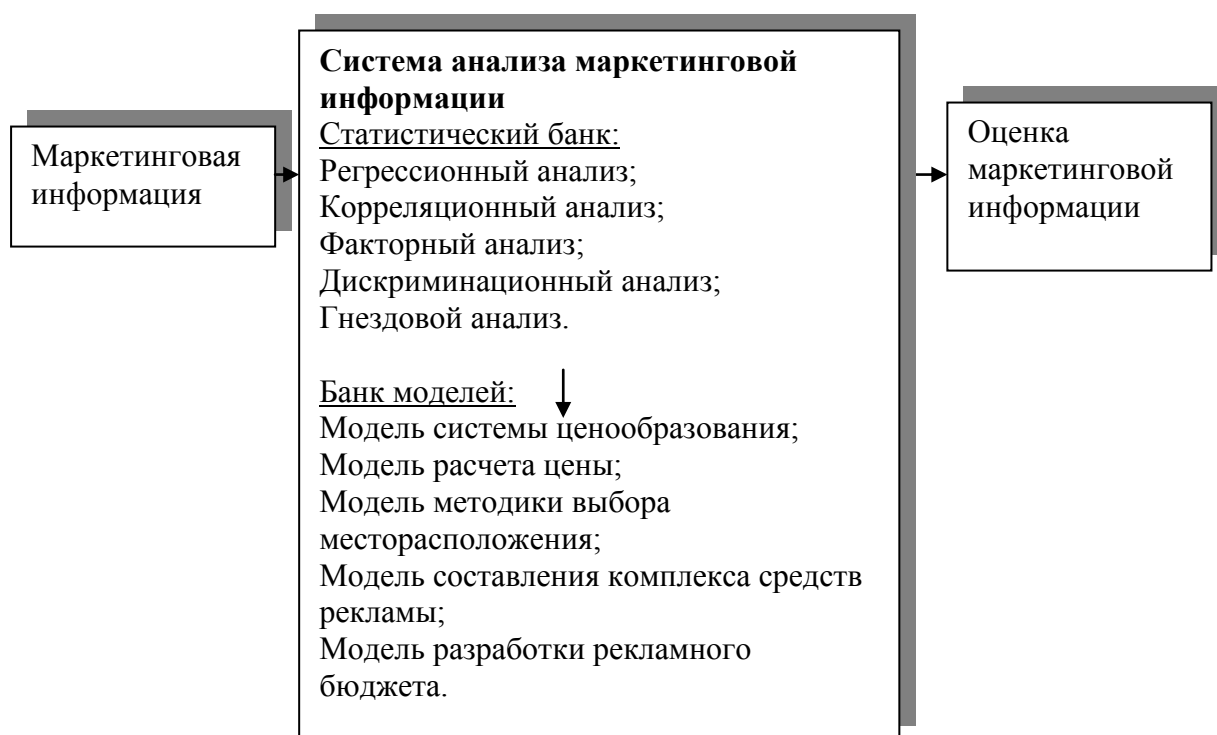 Маркетинговая
информация
Система анализа маркетинговой
информации
Статистический банк:
Регрессионный анализ;
Корреляционный анализ;
Факторный анализ;
Дискриминационный анализ;
Гнездовой анализ.
Банк моделей:
Модель системы ценообразования;
Модель расчета цены;
Модель методики выбора
месторасположения;
Модель составления комплекса средств
рекламы;
Модель разработки рекламного
бюджета.
Оценка
маркетинговой
информации